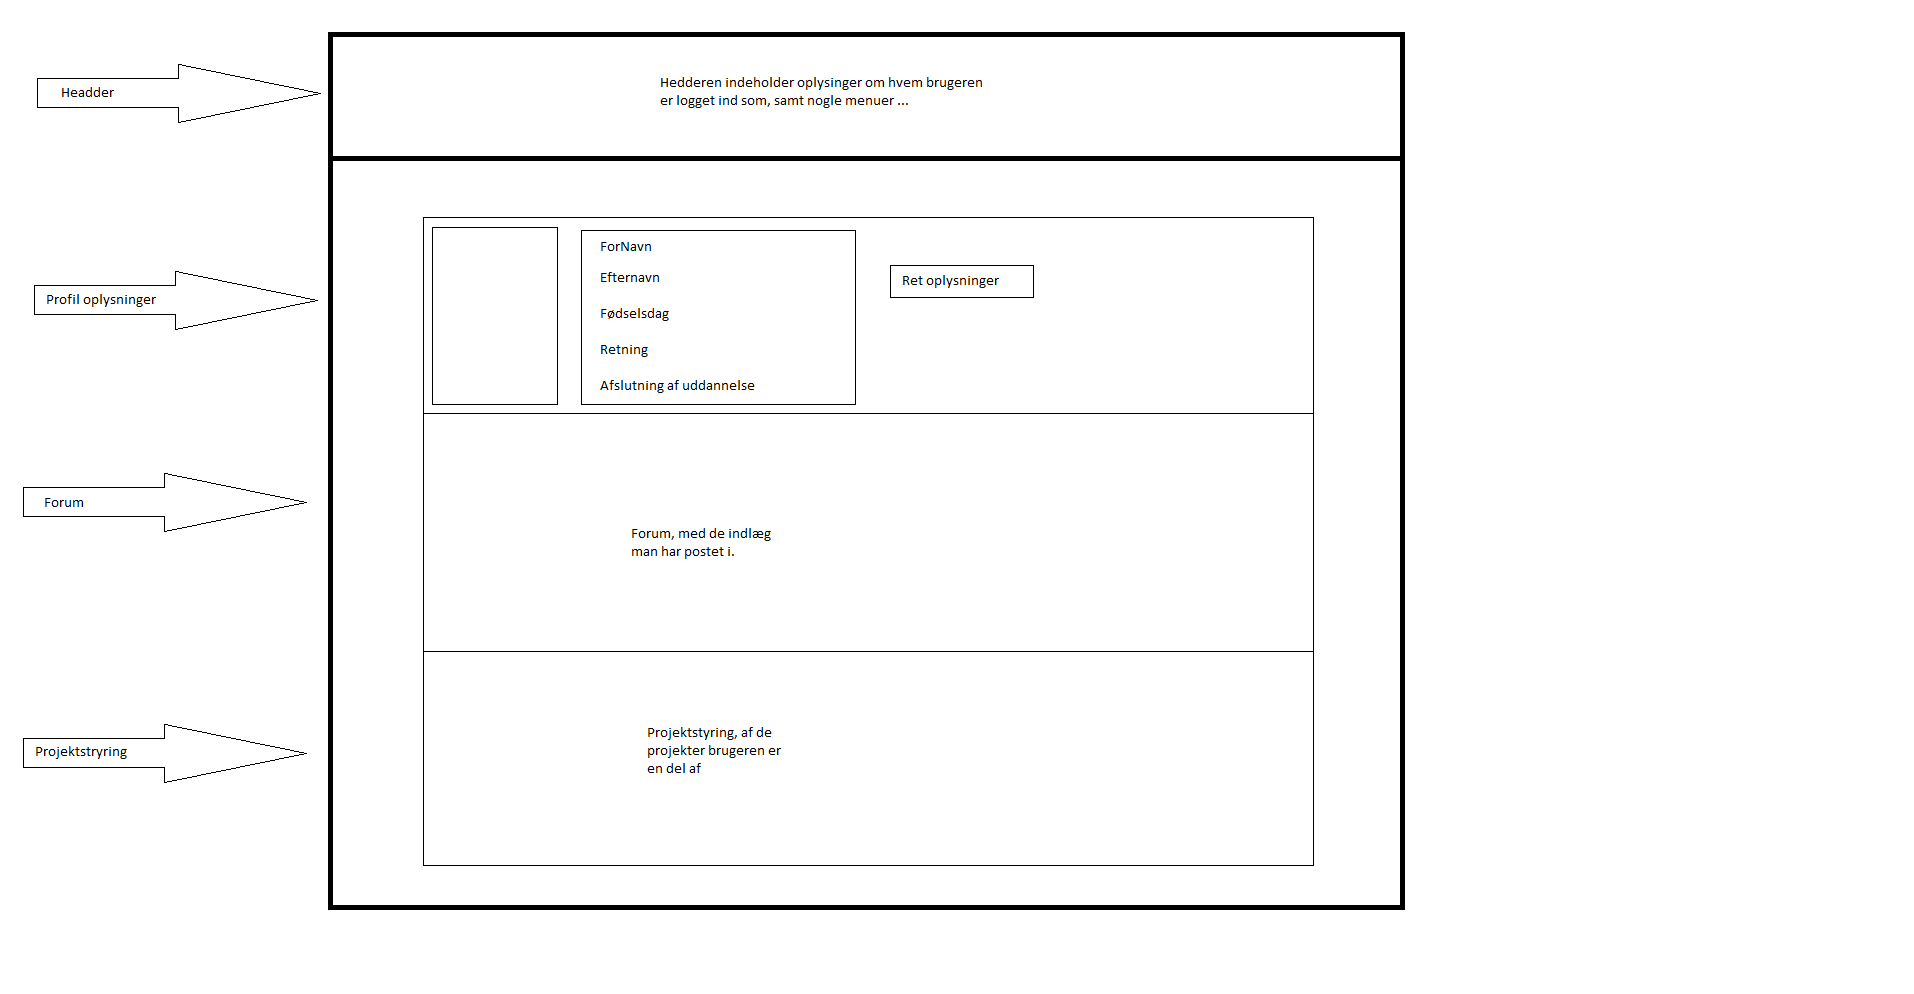 Headder
Hedderen indeholder oplysinger om hvem brugeren
er logget ind som, samt nogle menuer ...
Profil oplysninger
ForNavn
Efternavn
Fødselsdag
Retning
Afslutning af uddannelse
Ret oplysninger
Forum
Forum, med de indlæg
man har postet i.
Projektstryring
Projektstyring, af de
projekter brugeren er
en del af